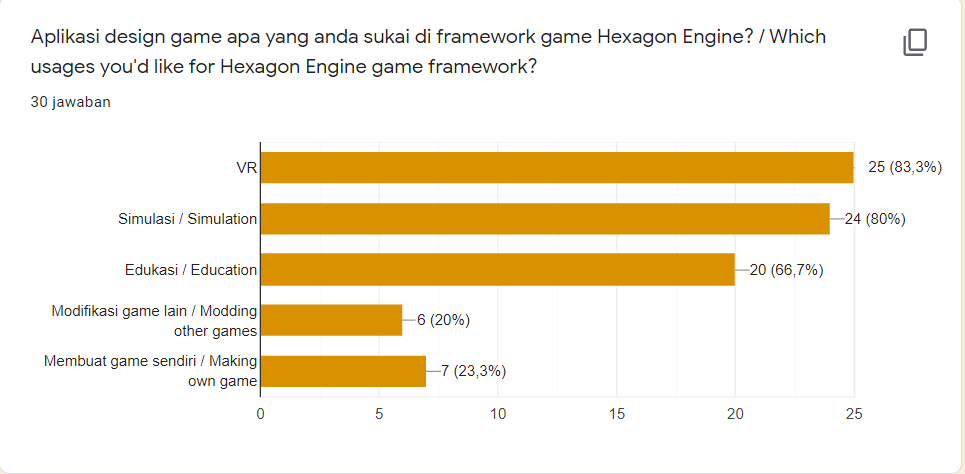 Aplikasi design game apa yang anda sukai di framework game Hexagon Engine? / Which
usages you'd like for Hexagon Engine game framework?
30 jawaban
VR
25 (83,3%)
Simulasi / Simulation
24 (80%)
Edukasi / Education
20 (66,7%)
Modifikasi game lain / Modding
other games
6 (20%)
Membuat game sendiri / Making
own game
7 (23,3%)
0 5 10 15 20 25